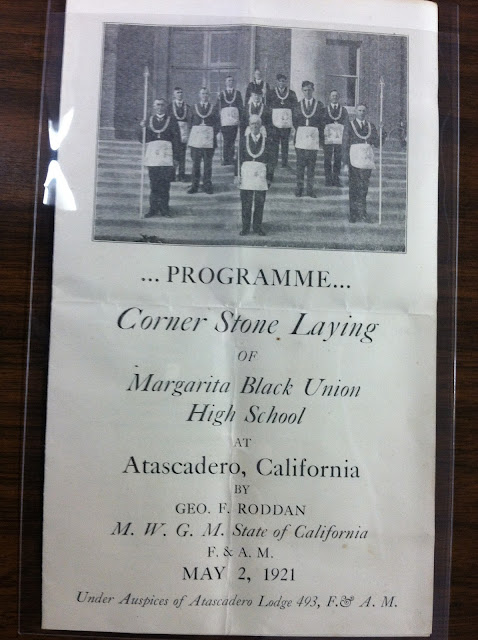 ...PROGRAMME...
Corner Stone Laying
OF
Margarita Black Union
High School
AT
Atascadero, California
BY
GEO. F. RODDAN
M. W. G. M. State of California
F. & A. M.
MAY 2, 1921
Under Auspices of Atascadero Lodge 493, F. & A. M.